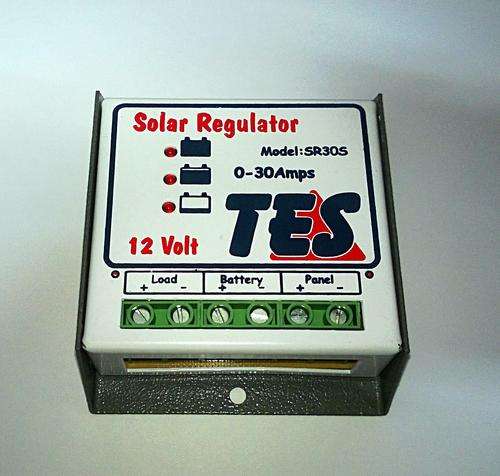 Solar Regulator
Model:SR30S
0-30Amps
TES
12 Volt
Load Battery Panel
+ - + - + -